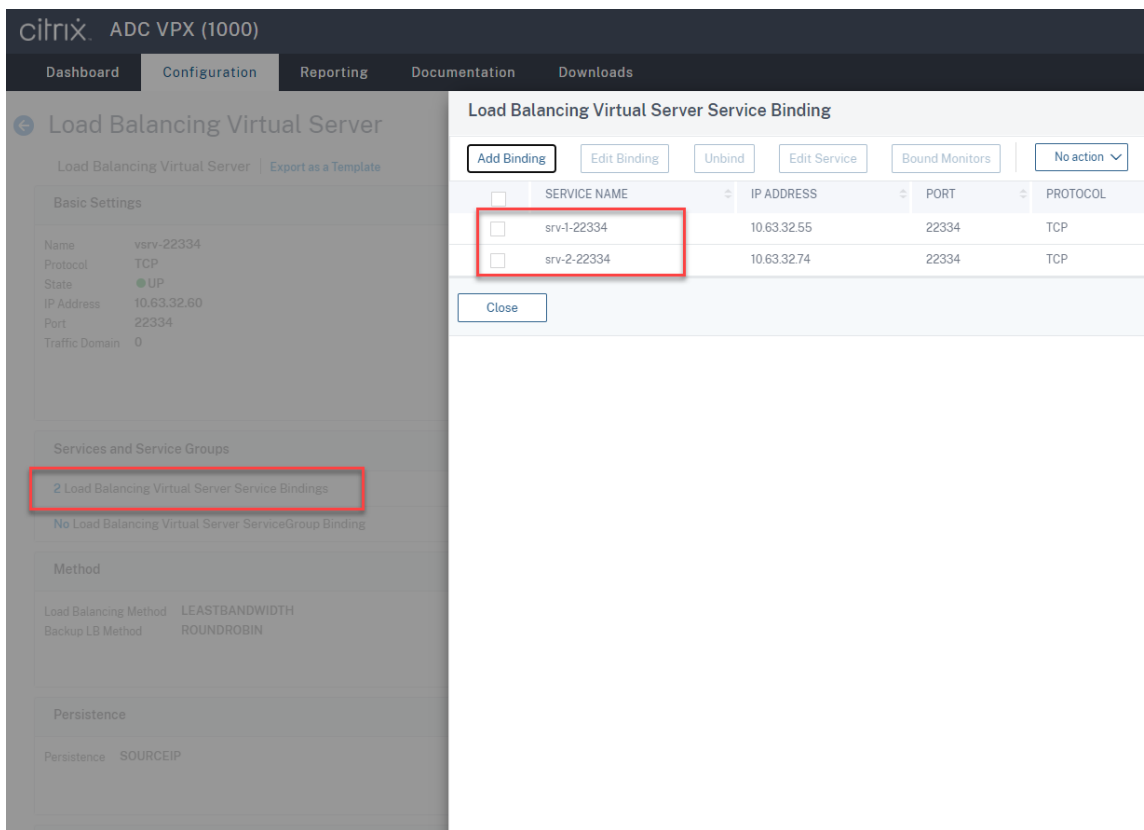 citrix. ADC VPX (1000)
Dashboard Configuration Reporting Documentation Downloads
Load Balancing Virtual Server
Load Balancing Virtual Server | Export as a Template
Basic Settings
Name vsrv-22334
Protocol TCP
State UP
IP Address 10.63.32.60
Port 22334
Traffic Domain 0
Services and Service Groups
2 Load Balancing Virtual Server Service Bindings
No Load Balancing Virtual Server ServiceGroup Binding
Method
Load Balancing Method LEASTBANDWIDTH
Backup LB Method ROUNDROBIN
Persistence
Persistence SOURCEIP
Load Balancing Virtual Server Service Binding
Add Binding Edit Binding Unbind Edit Service Bound Monitors No action
SERVICE NAME IP ADDRESS PORT PROTOCOL
srv-1-22334 10.63.32.55 22334 TCP
srv-2-22334 10.63.32.74 22334 TCP
Close